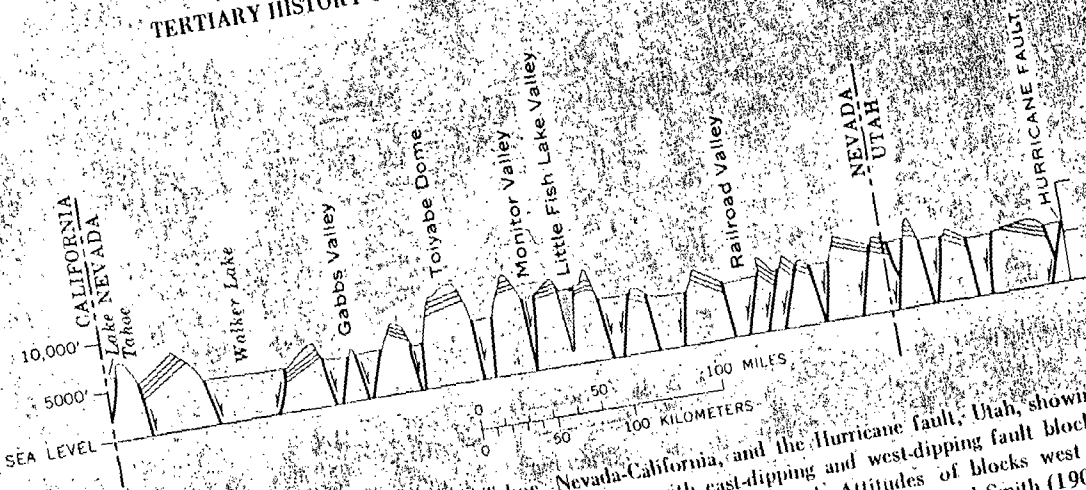 TERTIARY HISTORY
CALIFORNIA
NEVADA
Lake
Tahoe
Walker Lake
Gabbs Valley
Toiyabe Dome
Monitor Valley
Little Fish Lake Valley
Railroad Valley
NEVADA
UTAH
HURRICANE FAULT
10,000'
5000'
SEA LEVEL
0 50 100 MILES
0 50 100 KILOMETERS
Nevada-California, and the Hurricane fault, Utah,
east-dipping and west-dipping fault
Attitudes of blocks west
Smith